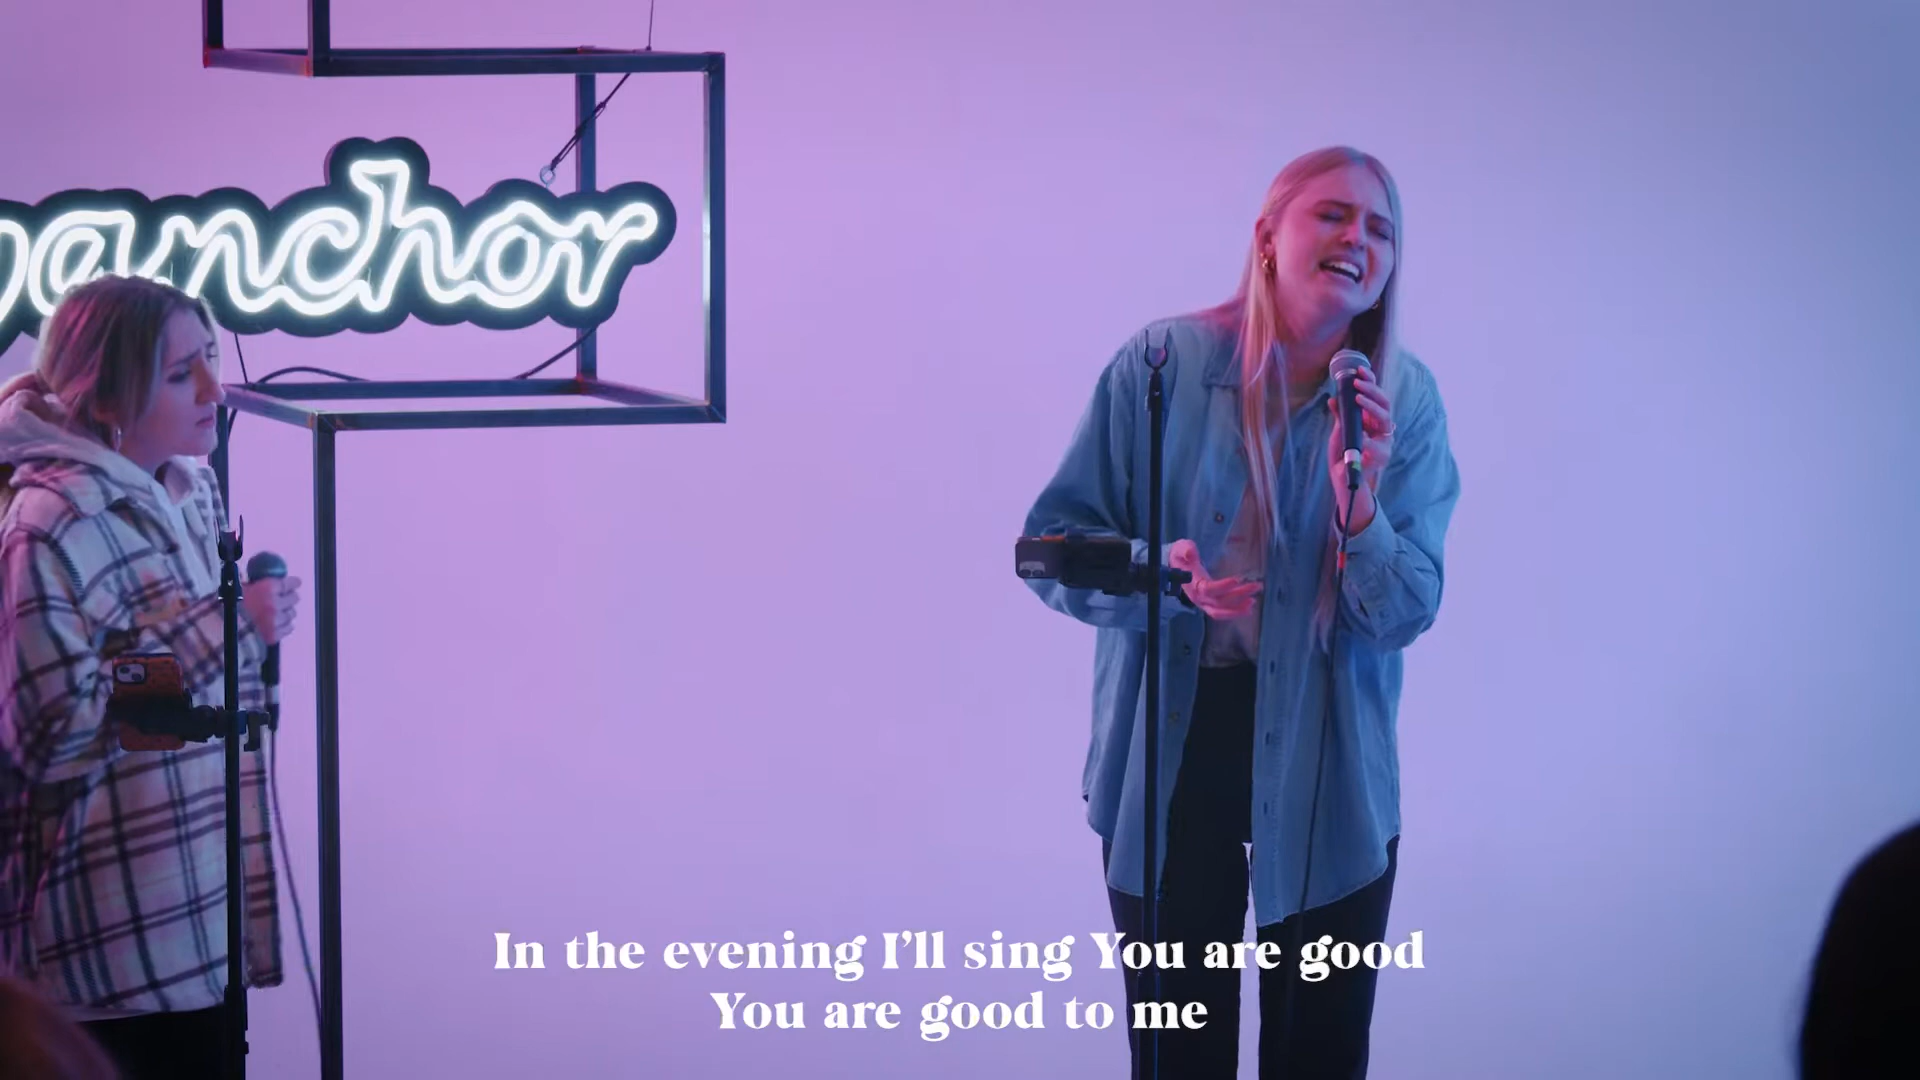 anchor
In the evening I'll sing You are good
You are good to me